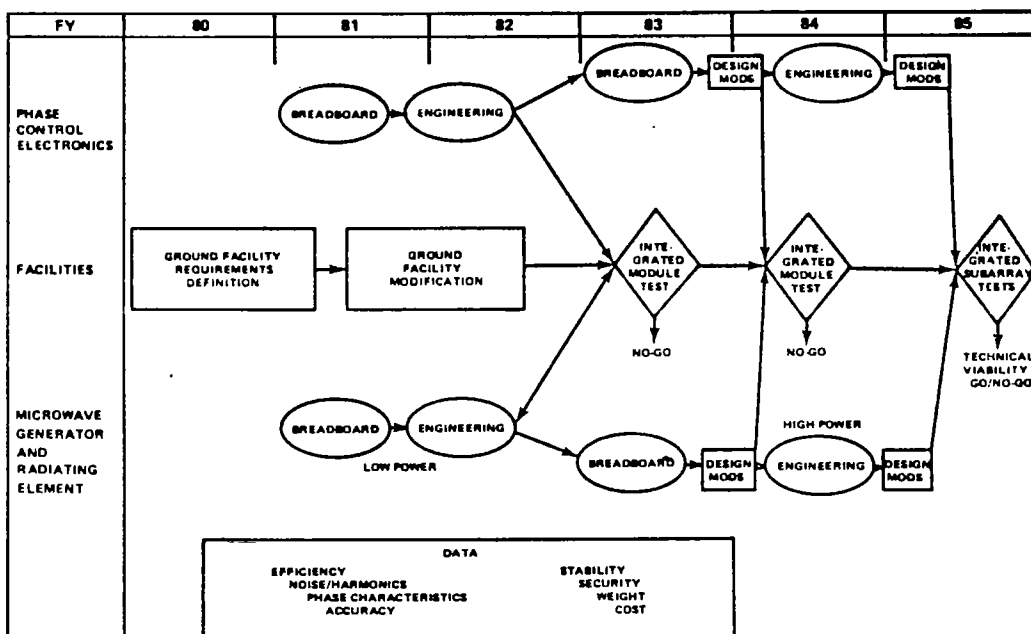 FY 80 81 82 83 84 85
PHASE
CONTROL
ELECTRONICS
BREADBOARD
ENGINEERING
BREADBOARD
DESIGN
MODS
ENGINEERING
DESIGN
MODS
FACILITIES
GROUND FACILITY
REQUIREMENTS
DEFINITION
GROUND
FACILITY
MODIFICATION
INTE-
GRATED
MODULE
TEST
NO-GO
INTE-
GRATED
MODULE
TEST
NO-GO
INTE-
GRATED
SUBARRAY
TESTS
TECHNICAL
VIABILITY
GO/NO-GO
MICROWAVE
GENERATOR
AND
RADIATING
ELEMENT
BREADBOARD
ENGINEERING
LOW POWER
BREADBOARD
DESIGN
MODS
HIGH POWER
ENGINEERING
DESIGN
MODS
DATA
EFFICIENCY
NOISE/HARMONICS
PHASE CHARACTERISTICS
ACCURACY
STABILITY
SECURITY
WEIGHT
COST